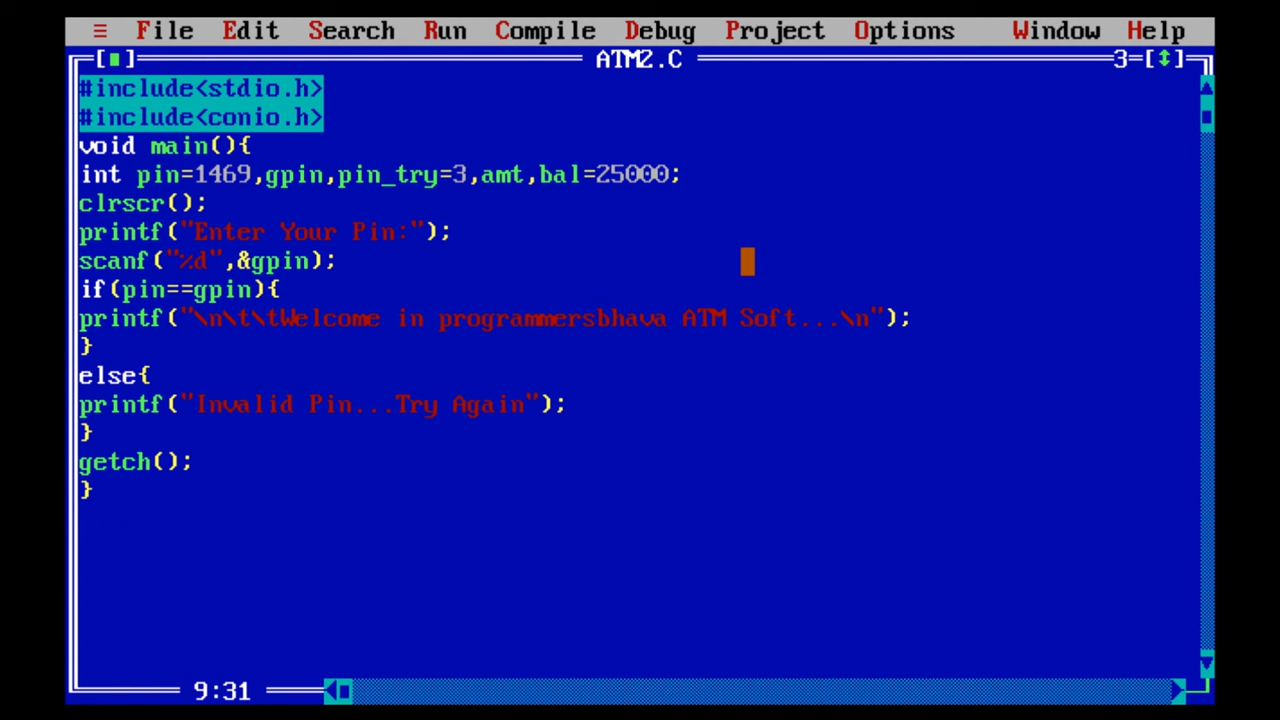 ≡ File Edit Search Run Compile Debug Project Options Window Help
[■] ATM2.C 3=[↕]
#include<stdio.h>
#include<conio.h>
void main(){
int pin=1469,gpin,pin_try=3,amt,bal=25000;
clrscr();
printf("Enter Your Pin:");
scanf("%d",&gpin);
if(pin==gpin){
printf("\n\t\tWelcome in programmersbhava ATM Soft...\n");
}
else{
printf("Invalid Pin...Try Again");
}
getch();
}
9:31